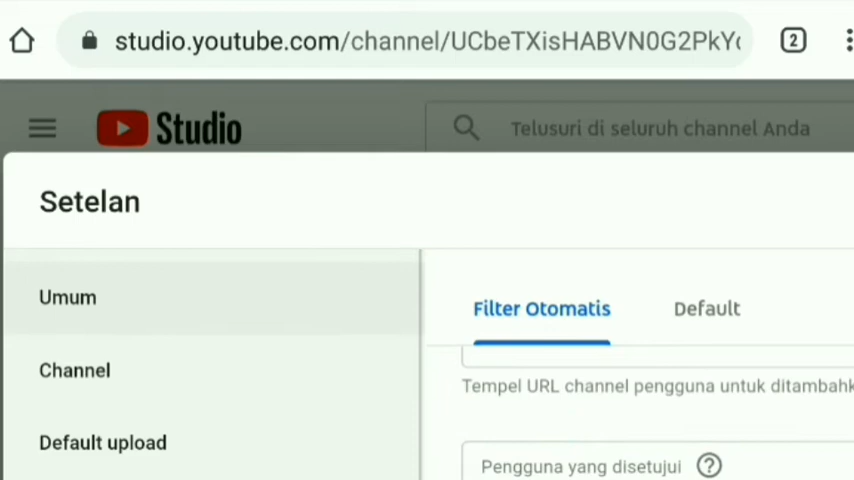 studio.youtube.com/channel/UCbeTXisHABVN0G2PkY
2
Studio
Telusuri di seluruh channel Anda
Setelan
Umum
Filter Otomatis
Default
Channel
Tempel URL channel pengguna untuk ditambahk
Default upload
Pengguna yang disetujui
?